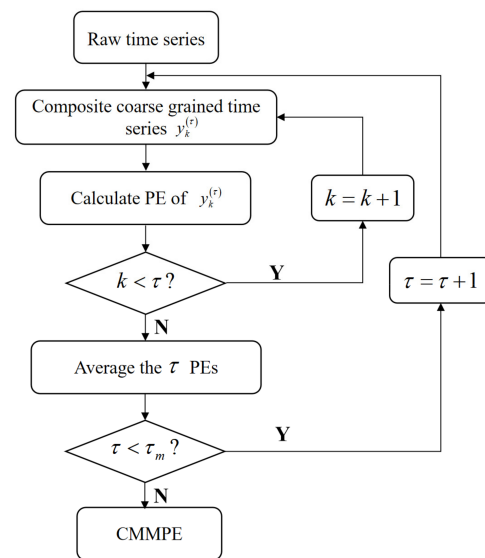 Raw time series
Composite coarse grained time
series y_k^(τ)
Calculate PE of y_k^(τ)
k = k+1
k < τ ?
Y
τ = τ+1
N
Average the τ PEs
τ < τ_m ?
Y
N
CMMPE